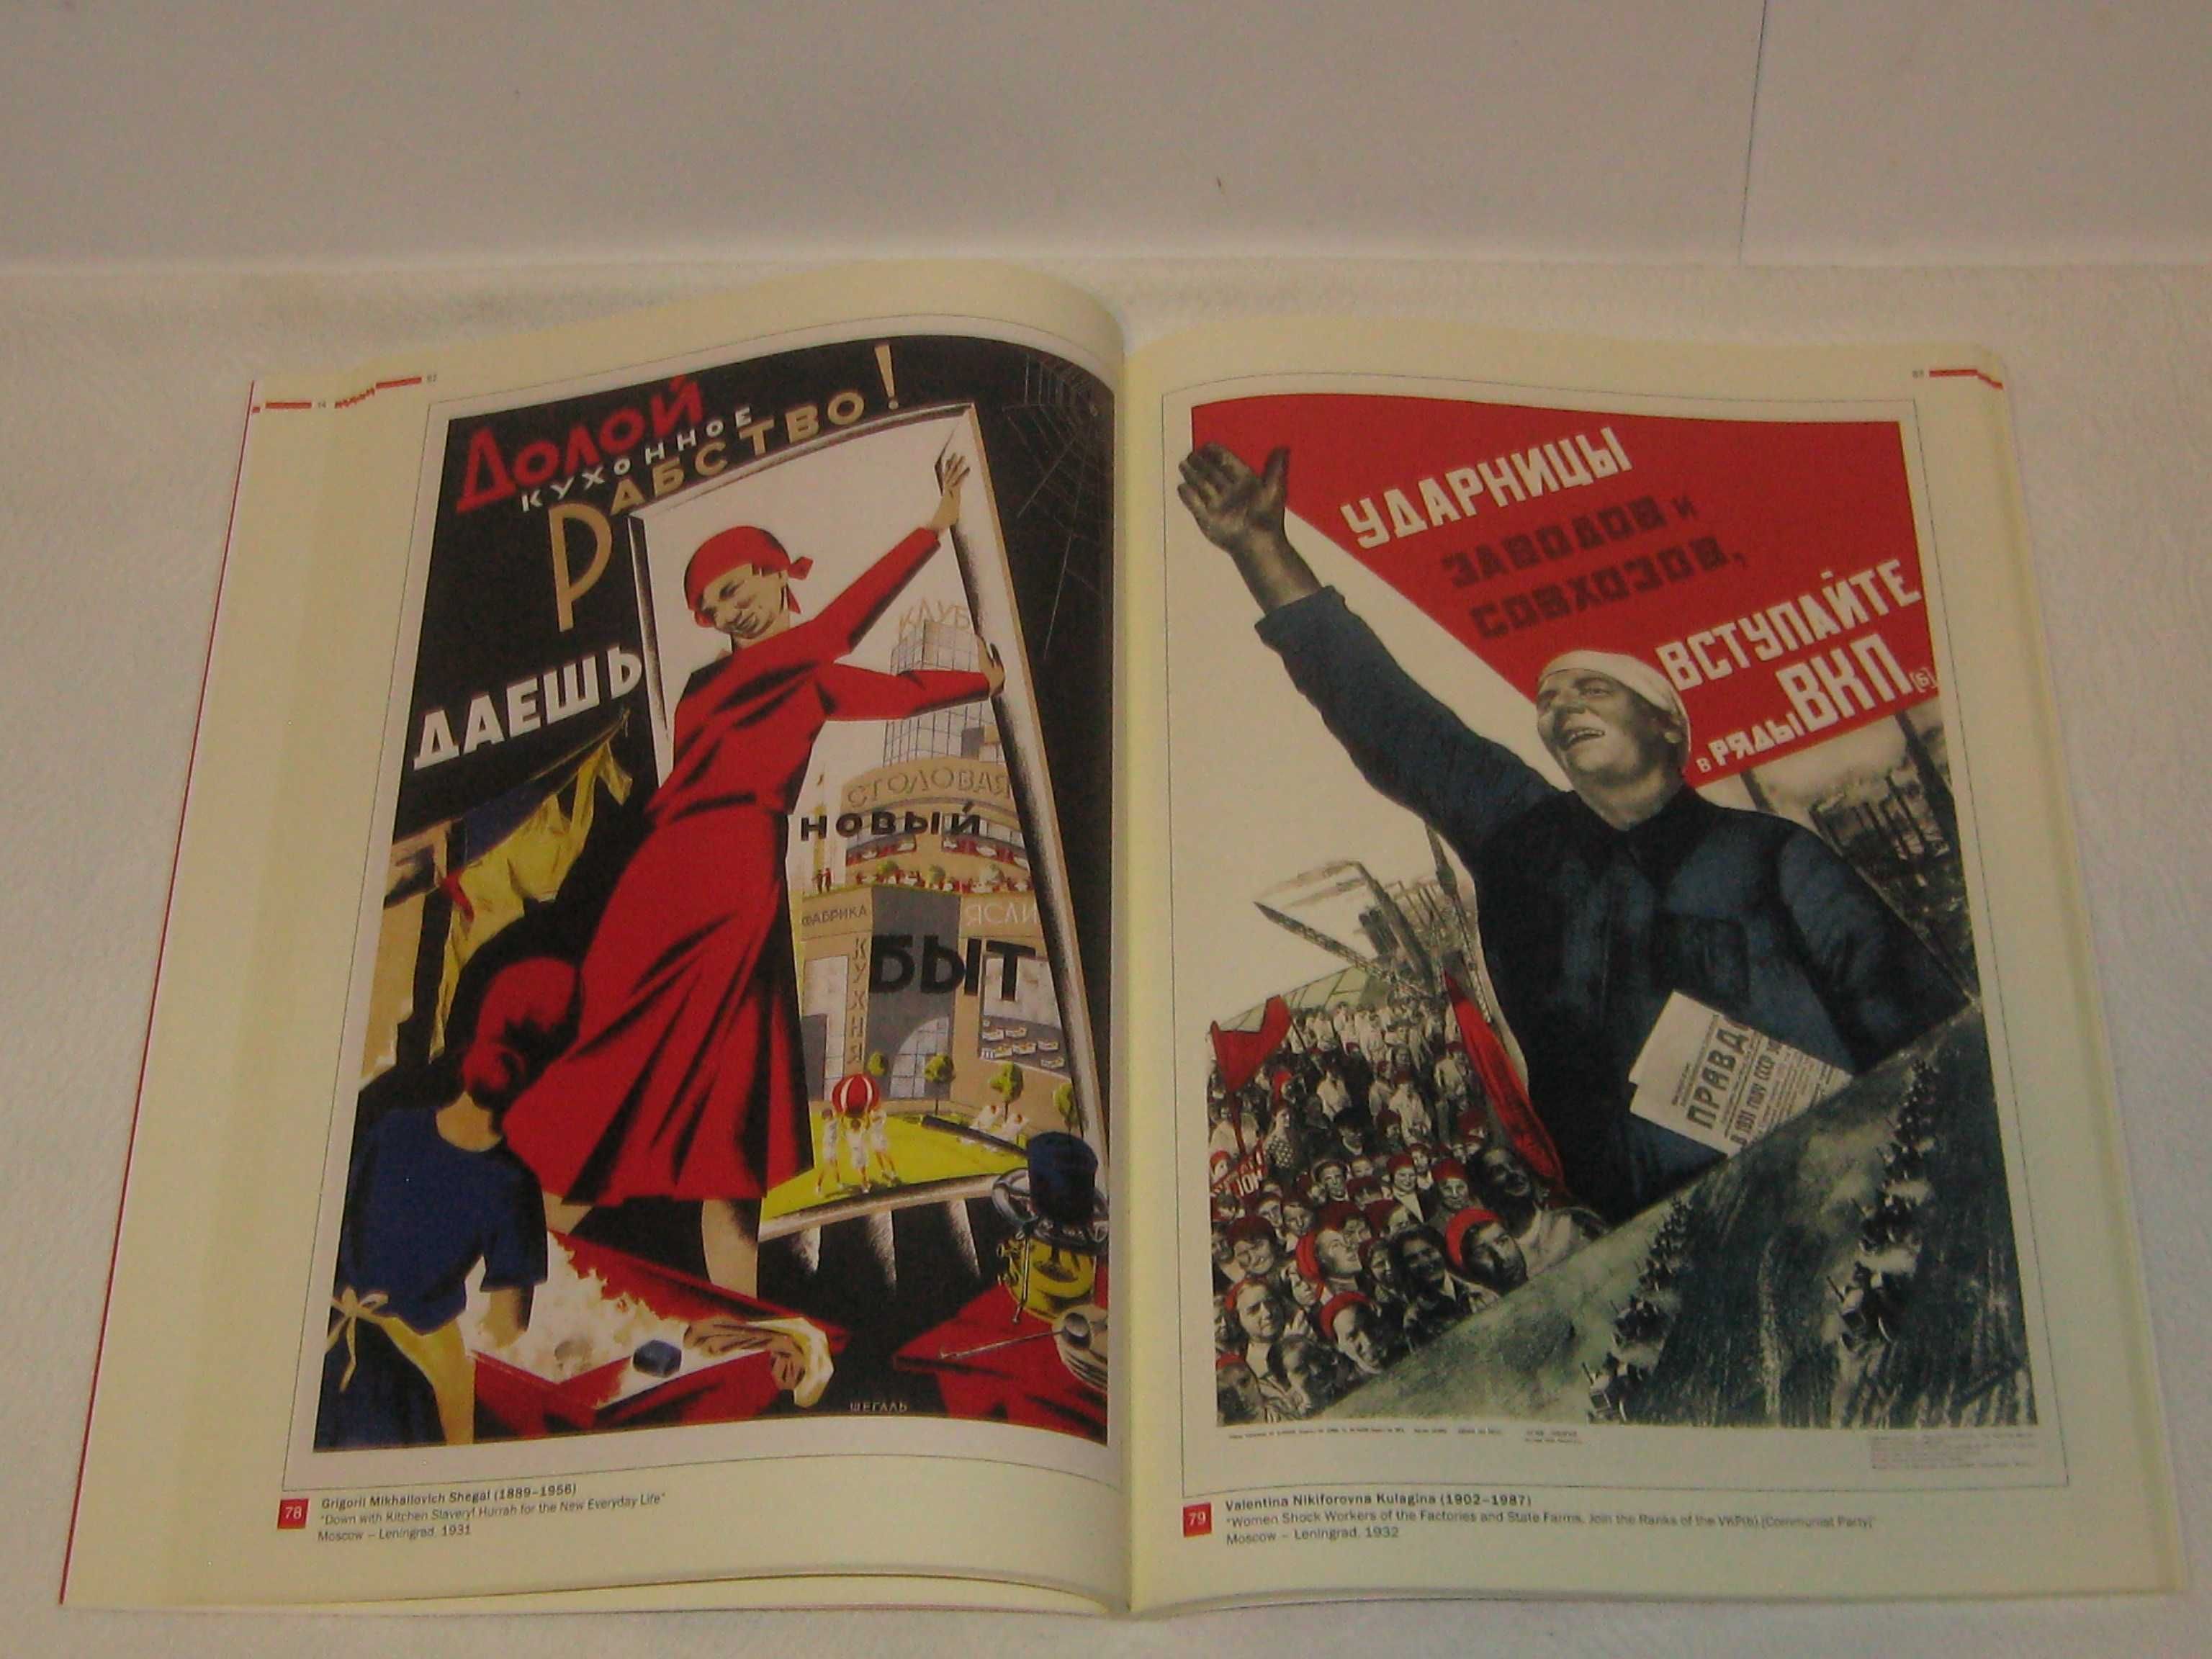 ДОЛОЙ
КУХОННОЕ
РАБСТВО!
ДАЕШЬ
КЛУБ
СТОЛОВАЯ
НОВЫЙ
ФАБРИКА
КУХНЯ
ЯСЛИ
БЫТ
ШЕГАЛЬ
78
Grigorii Mikhailovich Shegal (1889–1956)
"Down with Kitchen Slavery! Hurrah for the New Everyday Life"
Moscow – Leningrad, 1931
УДАРНИЦЫ
ЗАВОДОВ И
СОВХОЗОВ,
ВСТУПАЙТЕ
В РЯДЫ ВКП(б)
ПРАВДА
79
Valentina Nikiforovna Kulagina (1902–1987)
"Women Shock Workers of the Factories and State Farms, Join the Ranks of the VKP(b) (Communist Party)"
Moscow – Leningrad, 1932